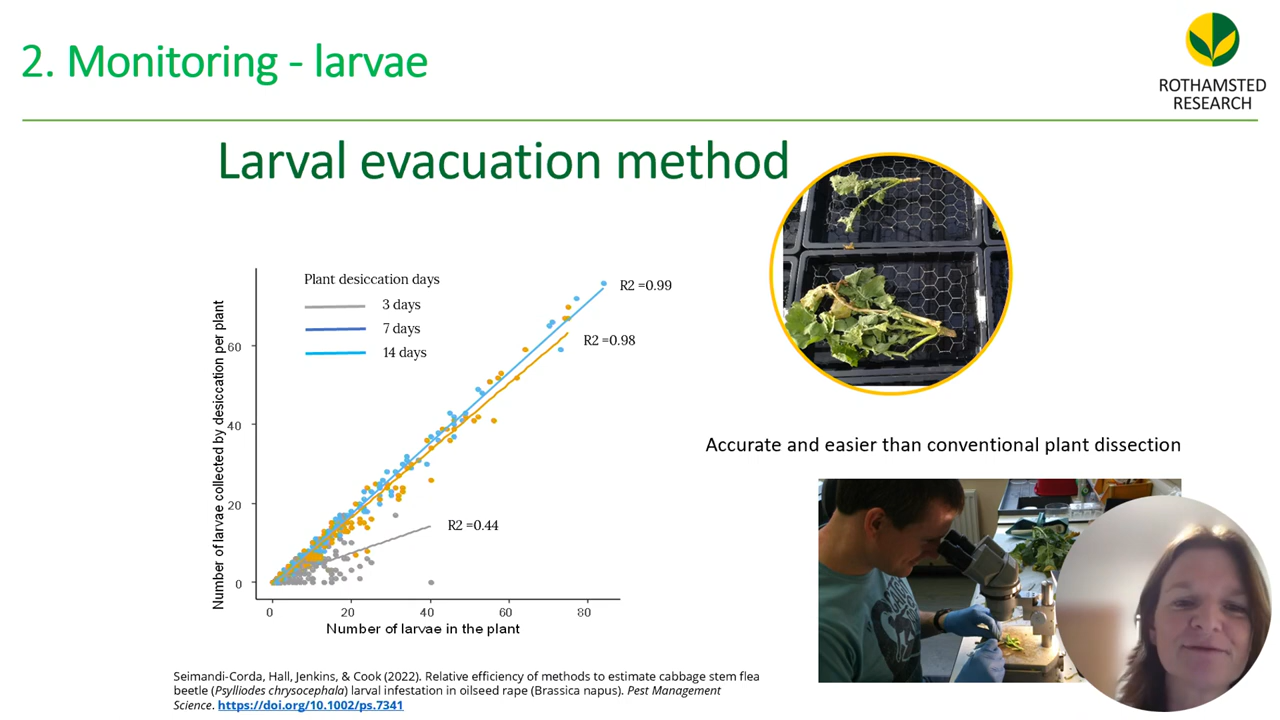 2. Monitoring - larvae
ROTHAMSTED
RESEARCH
Larval evacuation method
Plant desiccation days
3 days
7 days
14 days
R2 =0.99
R2 =0.98
R2 =0.44
Number of larvae collected by desiccation per plant
60
40
20
0
0 20 40 60 80
Number of larvae in the plant
Accurate and easier than conventional plant dissection
Seimandi-Corda, Hall, Jenkins, & Cook (2022). Relative efficiency of methods to estimate cabbage stem flea
beetle (Psylliodes chrysocephala) larval infestation in oilseed rape (Brassica napus). Pest Management
Science. https://doi.org/10.1002/ps.7341